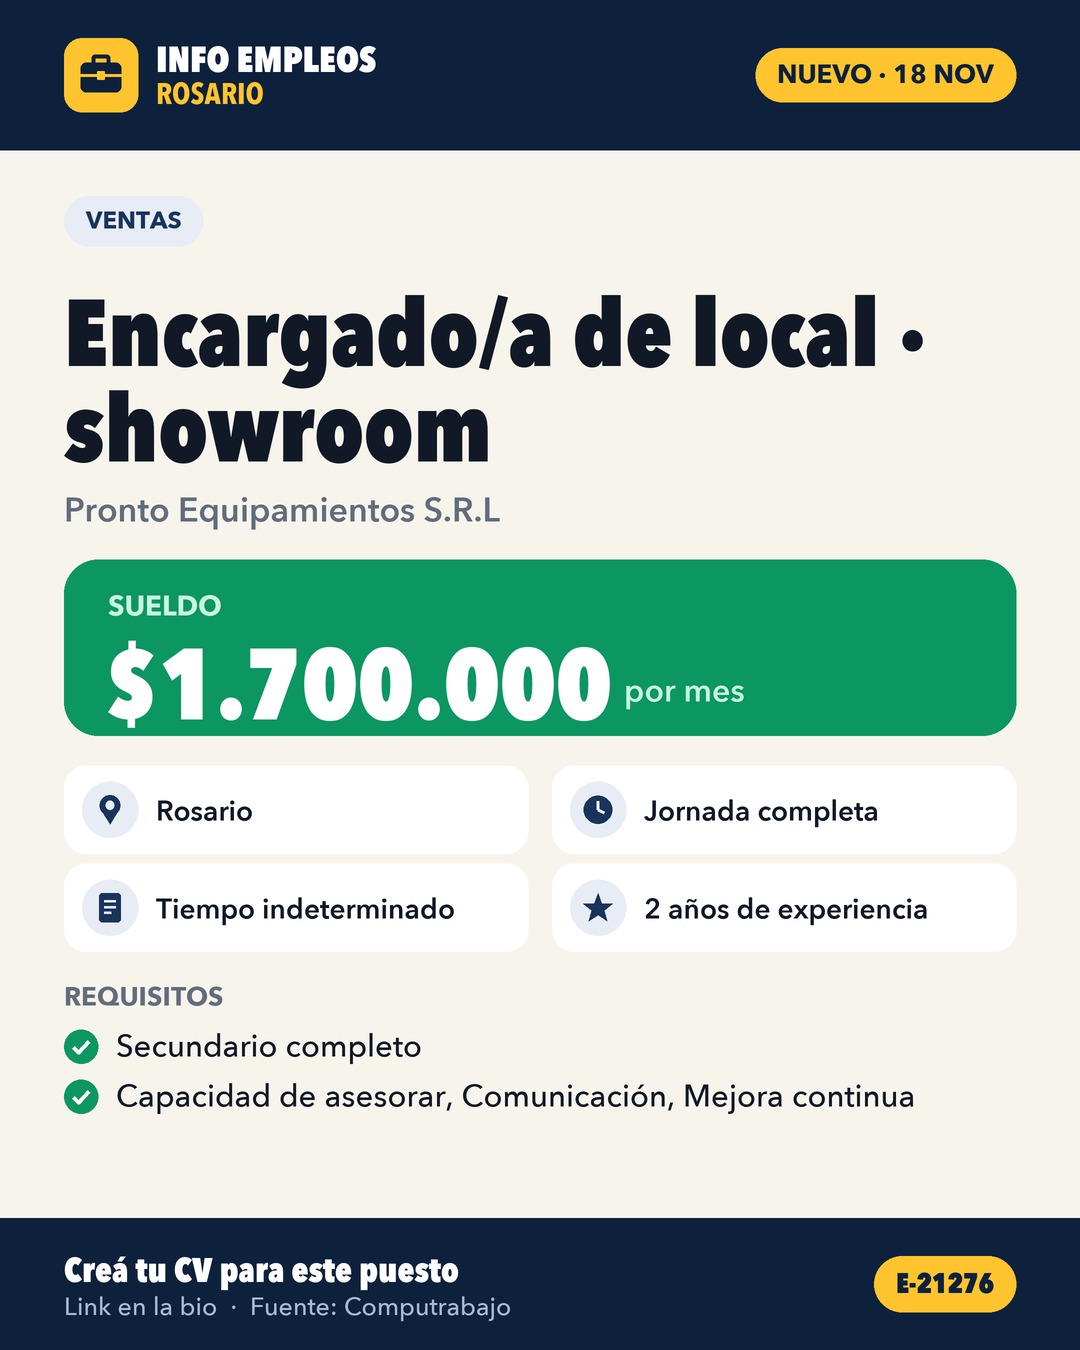 INFO EMPLEOS
ROSARIO
NUEVO · 18 NOV
VENTAS
Encargado/a de local ·
showroom
Pronto Equipamientos S.R.L
SUELDO
$1.700.000 por mes
Rosario
Jornada completa
Tiempo indeterminado
2 años de experiencia
REQUISITOS
Secundario completo
Capacidad de asesorar, Comunicación, Mejora continua
Creá tu CV para este puesto
Link en la bio · Fuente: Computrabajo
E-21276